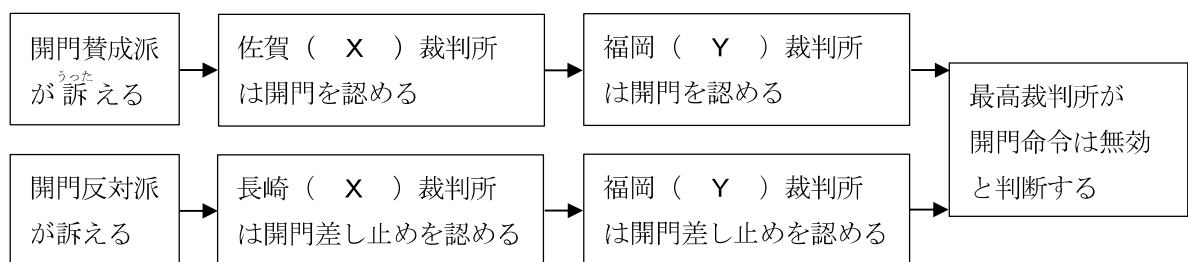 開門賛成派
が訴える
うった
佐賀（　X　）裁判所
は開門を認める
福岡（　Y　）裁判所
は開門を認める
最高裁判所が
開門命令は無効
と判断する
開門反対派
が訴える
長崎（　X　）裁判所
は開門差し止めを認める
福岡（　Y　）裁判所
は開門差し止めを認める